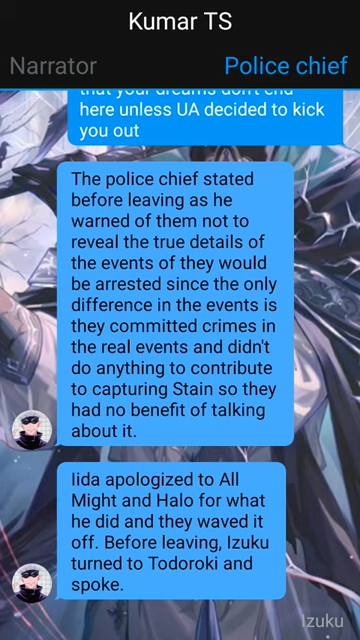 Kumar TS
Narrator
Police chief
that your dreams don't end
here unless UA decided to kick
you out
The police chief stated
before leaving as he
warned of them not to
reveal the true details of
the events of they would
be arrested since the only
difference in the events is
they committed crimes in
the real events and didn't
do anything to contribute
to capturing Stain so they
had no benefit of talking
about it.
Iida apologized to All
Might and Halo for what
he did and they waved it
off. Before leaving, Izuku
turned to Todoroki and
spoke.
Izuku